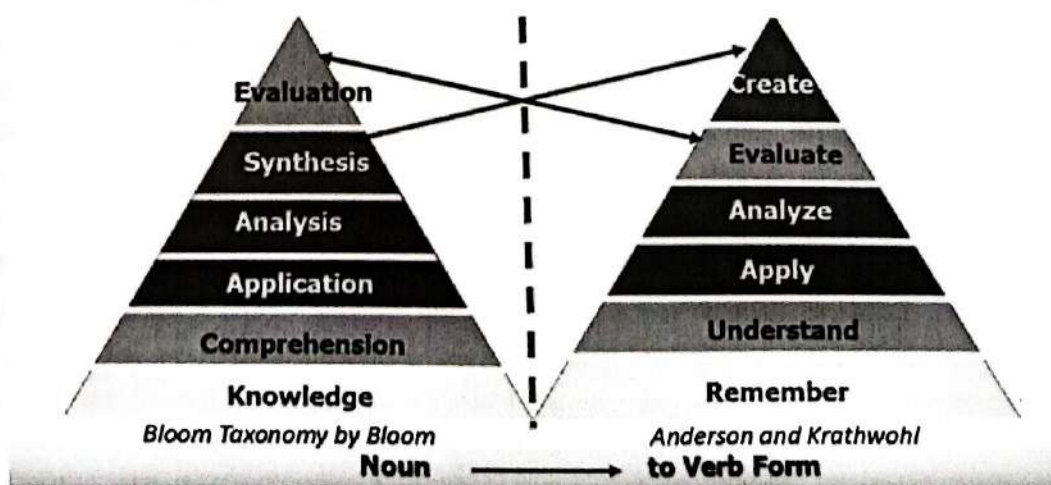 Evaluation
Synthesis
Analysis
Application
Comprehension
Knowledge
Bloom Taxonomy by Bloom
Create
Evaluate
Analyze
Apply
Understand
Remember
Anderson and Krathwohl
Noun to Verb Form